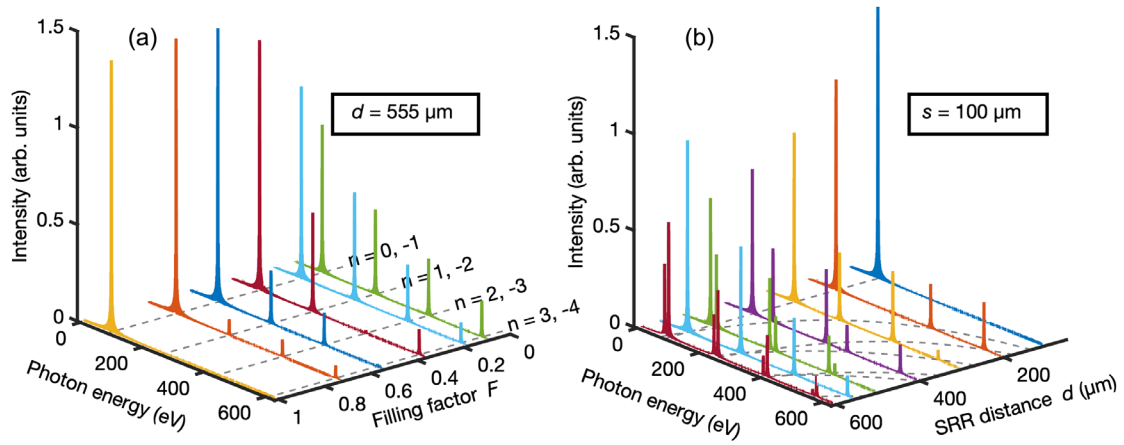 1.5
(a)
d = 555 µm
1
0.5
0
Intensity (arb. units)
n = 0, -1
n = 1, -2
n = 2, -3
n = 3, -4
0
200
400
600
Photon energy (eV)
1
0.8
0.6
0.4
0.2
0
Filling factor F
1.5
(b)
s = 100 µm
1
0.5
0
Intensity (arb. units)
0
200
400
600
Photon energy (eV)
600
400
200
SRR distance d (µm)